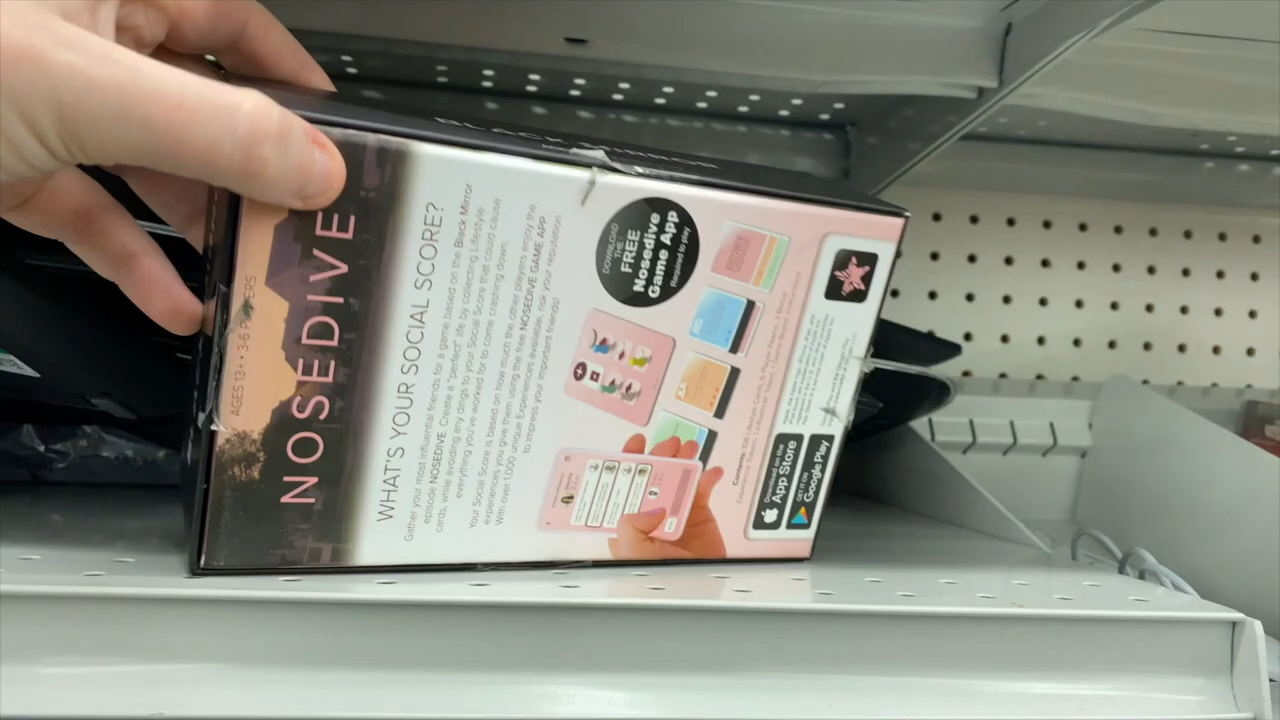 BLACK MIRROR
AGES 13+ • 3-6 PLAYERS
NOSEDIVE
WHAT'S YOUR SOCIAL SCORE?
Gather your most influential friends for a game based on the Black Mirror
episode NOSEDIVE. Create a "perfect" life by collecting Lifestyle
cards, while avoiding any dings to your Social Score that could cause
everything you've worked for to come crashing down.
Your Social Score is based on how much the other players enjoy the
experiences you give them using the free NOSEDIVE GAME APP.
With over 1,000 unique Experiences available, risk your reputation
to impress your important friends!
DOWNLOAD
THE
FREE
Nosedive
Game App
Required to play
Contents:
Download on the
App Store
GET IT ON
Google Play